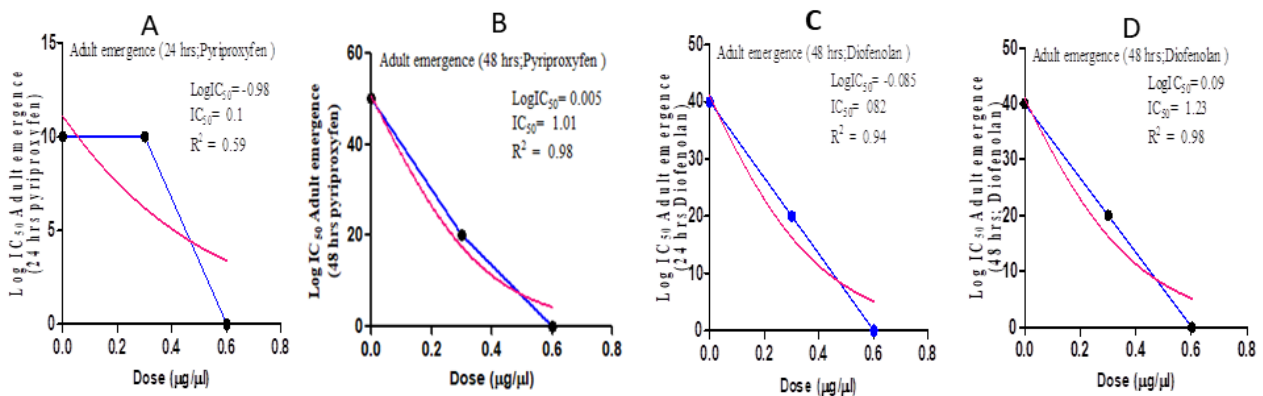 A
Adult emergence (24 hrs;Pyriproxyfen)
LogIC50= -0.98
IC50= 0.1
R² = 0.59
15
10
5
0
0.0 0.2 0.4 0.6 0.8
Log IC50 Adult emergence
(24 hrs pyriproxyfen)
Dose (µg/µl)
B
Adult emergence (48 hrs;Pyriproxyfen )
LogIC50= 0.005
IC50= 1.01
R² = 0.98
60
40
20
0
0.0 0.2 0.4 0.6 0.8
Log IC50 Adult emergence
(48 hrs pyriproxyfen)
Dose (µg/µl)
C
Adult emergence (48 hrs;Diofenolan )
LogIC50= -0.085
IC50= 082
R² = 0.94
50
40
30
20
10
0
0.0 0.2 0.4 0.6 0.8
Log IC50 Adult emergence
(24 hrs Diofenolan)
Dose (µg/µl)
D
Adult emergence (48 hrs;Diofenolan )
LogIC50= 0.09
IC50= 1.23
R² = 0.98
50
40
30
20
10
0
0.0 0.2 0.4 0.6 0.8
Log IC50 Adult emergence
(48 hrs; Diofenolan)
Dose (µg/µl)